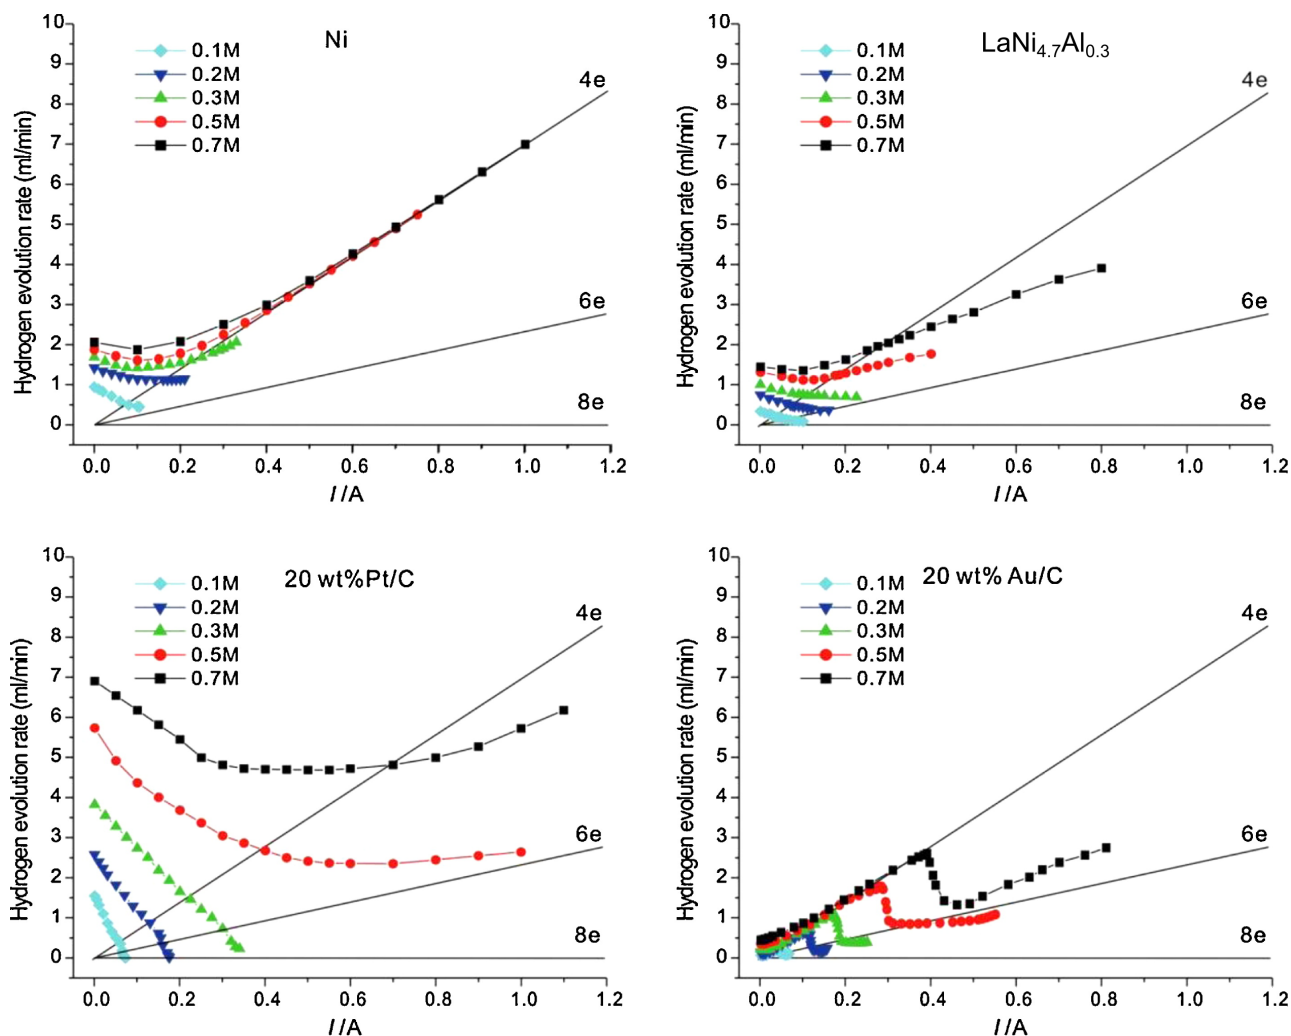 Ni
Hydrogen evolution rate (ml/min)
10
9
8
7
6
5
4
3
2
1
0
0.1M
0.2M
0.3M
0.5M
0.7M
4e
6e
8e
0.0 0.2 0.4 0.6 0.8 1.0 1.2
I /A
LaNi4.7Al0.3
Hydrogen evolution rate (ml/min)
10
9
8
7
6
5
4
3
2
1
0
0.1M
0.2M
0.3M
0.5M
0.7M
4e
6e
8e
0.0 0.2 0.4 0.6 0.8 1.0 1.2
I /A
20 wt%Pt/C
Hydrogen evolution rate (ml/min)
10
9
8
7
6
5
4
3
2
1
0
0.1M
0.2M
0.3M
0.5M
0.7M
4e
6e
8e
0.0 0.2 0.4 0.6 0.8 1.0 1.2
I /A
20 wt% Au/C
Hydrogen evolution rate (ml/min)
10
9
8
7
6
5
4
3
2
1
0
0.1M
0.2M
0.3M
0.5M
0.7M
4e
6e
8e
0.0 0.2 0.4 0.6 0.8 1.0 1.2
I /A